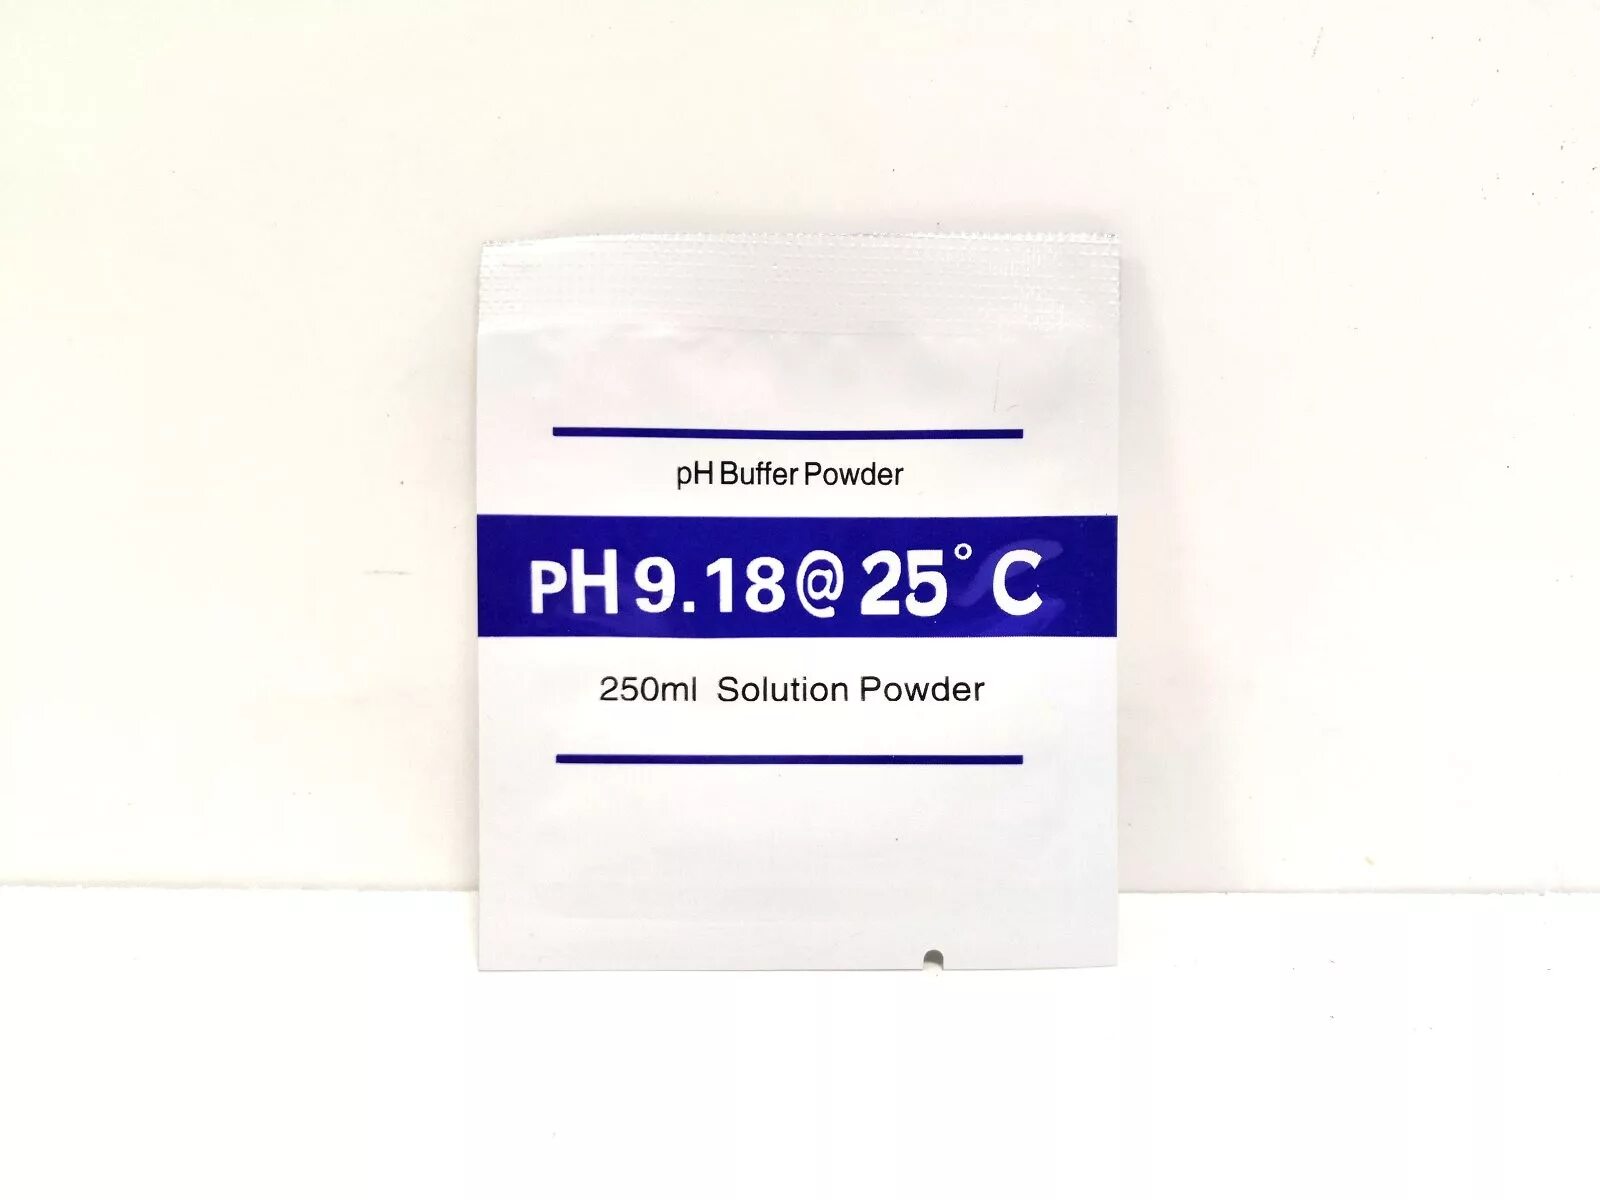 pH Buffer Powder
pH 9.18@25°C
250ml Solution Powder